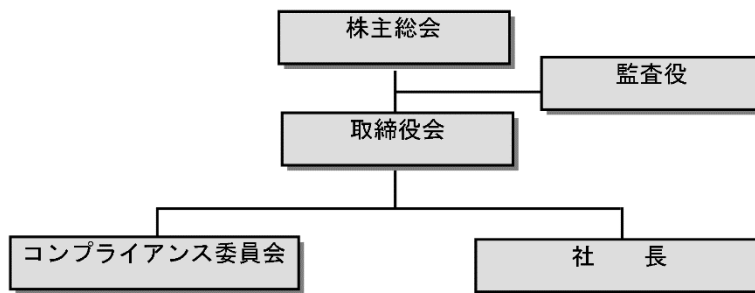 株主総会
監査役
取締役会
コンプライアンス委員会
社　　長